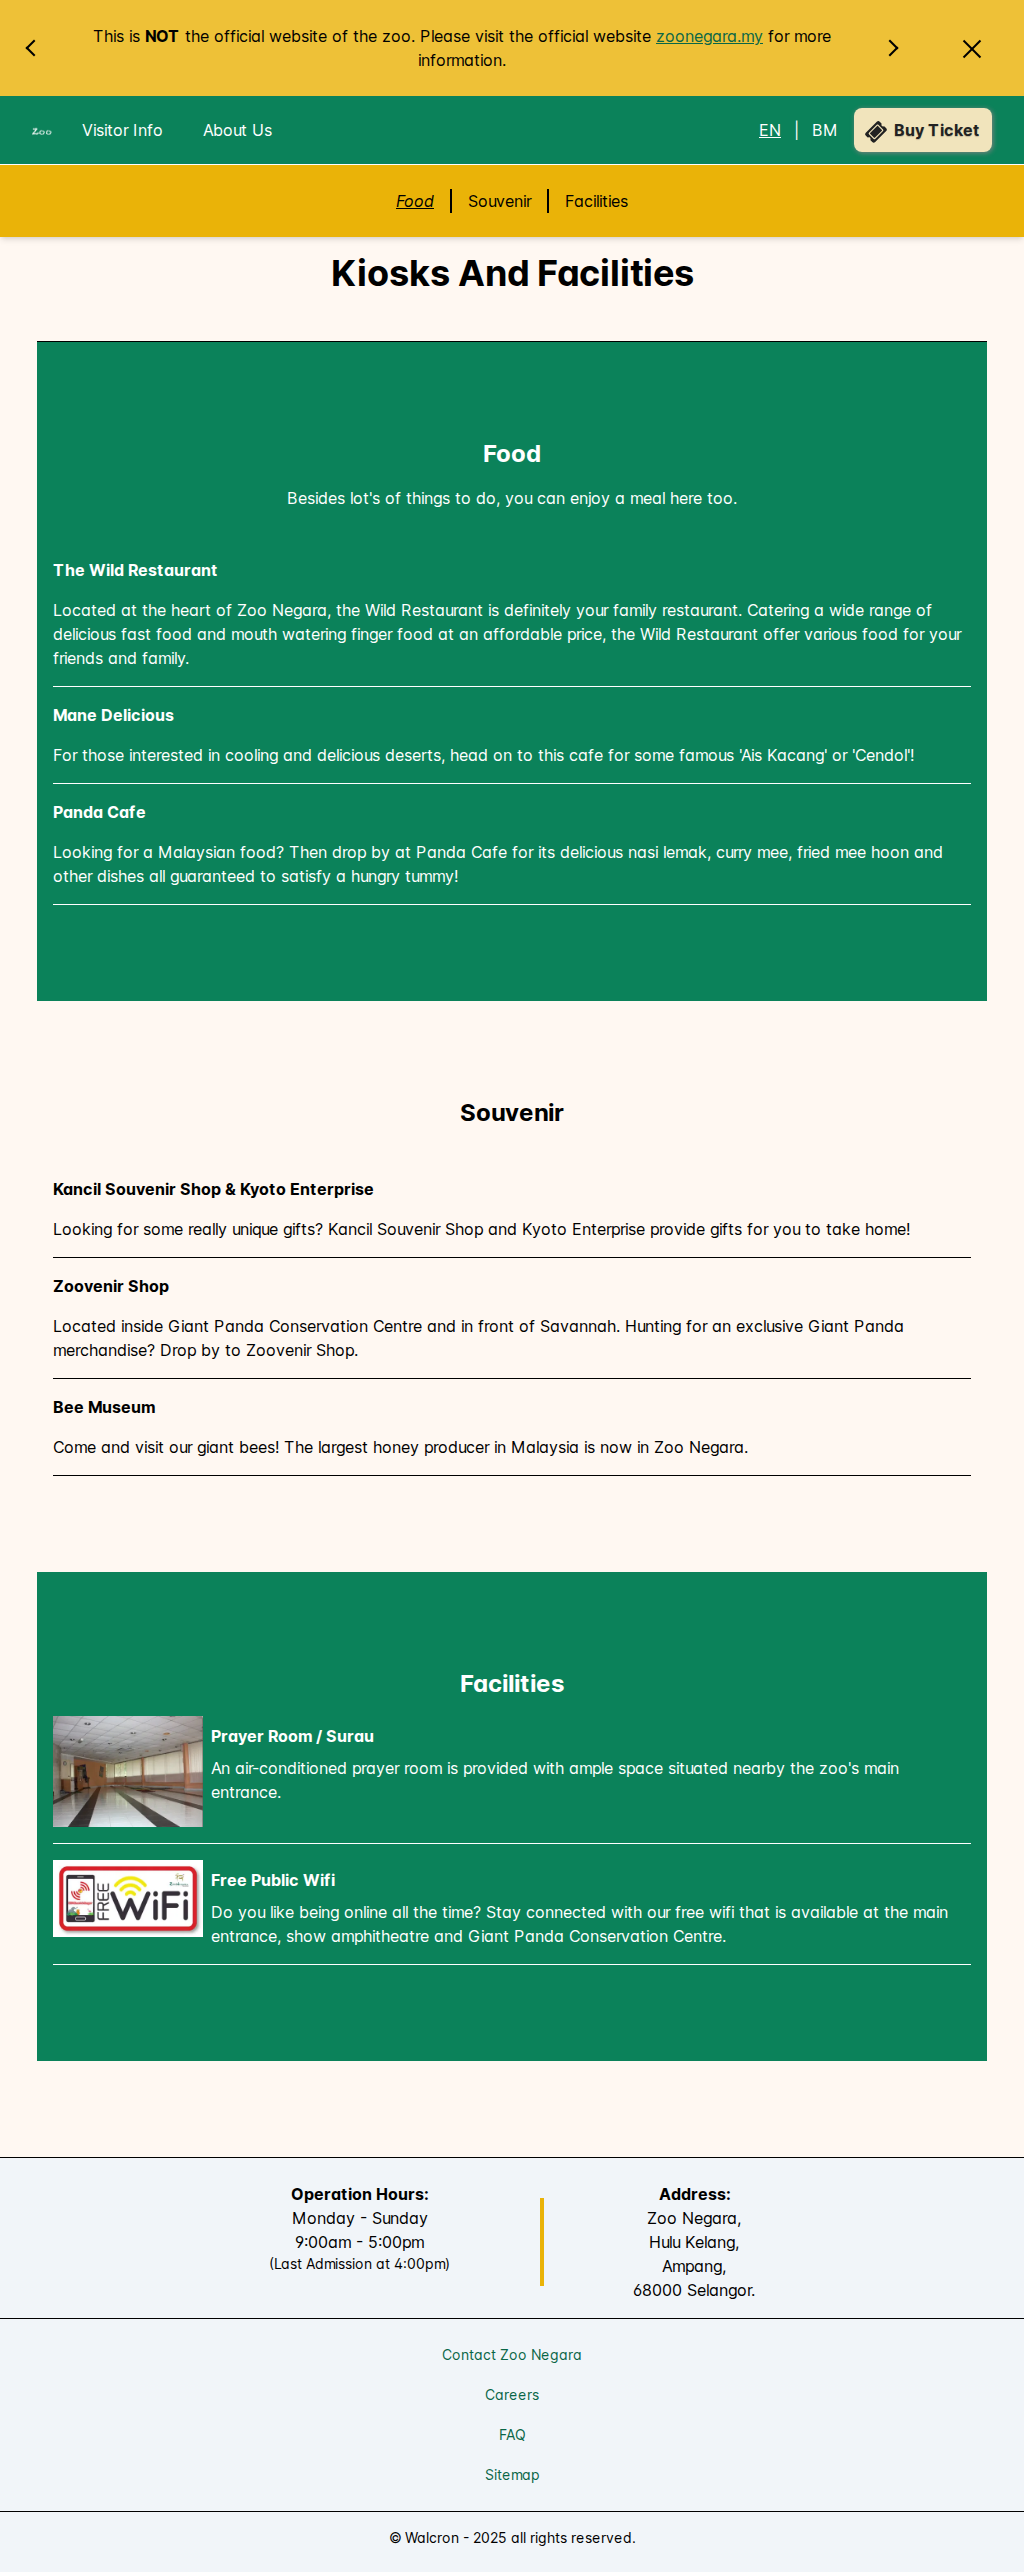 This is NOT the official website of the zoo. Please visit the official website zoonegara.my for more
information.
Zoo
Visitor Info
About Us
EN | BM
Buy Ticket
Food
Souvenir
Facilities
Kiosks And Facilities
Food
Besides lot's of things to do, you can enjoy a meal here too.
The Wild Restaurant
Located at the heart of Zoo Negara, the Wild Restaurant is definitely your family restaurant. Catering a wide range of
delicious fast food and mouth watering finger food at an affordable price, the Wild Restaurant offer various food for your
friends and family.
Mane Delicious
For those interested in cooling and delicious deserts, head on to this cafe for some famous 'Ais Kacang' or 'Cendol'!
Panda Cafe
Looking for a Malaysian food? Then drop by at Panda Cafe for its delicious nasi lemak, curry mee, fried mee hoon and
other dishes all guaranteed to satisfy a hungry tummy!
Souvenir
Kancil Souvenir Shop & Kyoto Enterprise
Looking for some really unique gifts? Kancil Souvenir Shop and Kyoto Enterprise provide gifts for you to take home!
Zoovenir Shop
Located inside Giant Panda Conservation Centre and in front of Savannah. Hunting for an exclusive Giant Panda
merchandise? Drop by to Zoovenir Shop.
Bee Museum
Come and visit our giant bees! The largest honey producer in Malaysia is now in Zoo Negara.
Facilities
Prayer Room / Surau
An air-conditioned prayer room is provided with ample space situated nearby the zoo's main
entrance.
FREE
WiFi
Free Public Wifi
Do you like being online all the time? Stay connected with our free wifi that is available at the main
entrance, show amphitheatre and Giant Panda Conservation Centre.
Operation Hours:
Monday - Sunday
9:00am - 5:00pm
(Last Admission at 4:00pm)
Address:
Zoo Negara,
Hulu Kelang,
Ampang,
68000 Selangor.
Contact Zoo Negara
Careers
FAQ
Sitemap
© Walcron - 2025 all rights reserved.